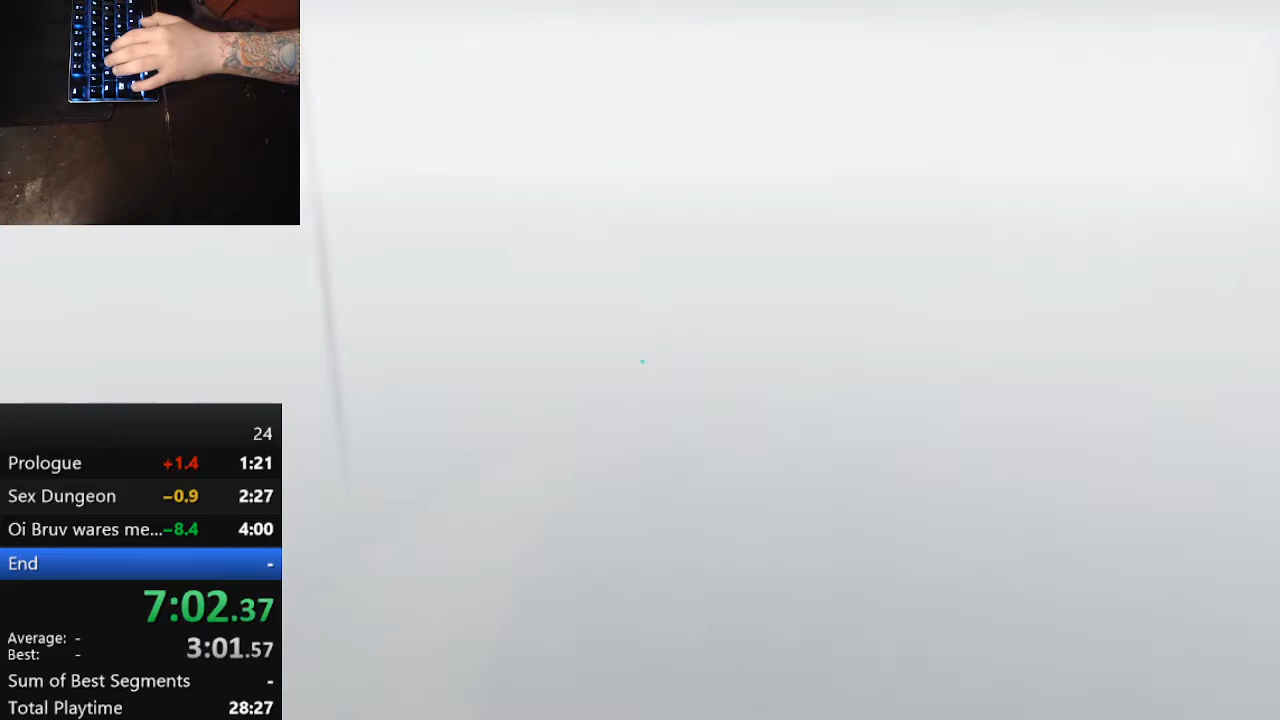 24
Prologue +1.4 1:21
Sex Dungeon −0.9 2:27
Oi Bruv wares me... −8.4 4:00
End -
7:02.37
Average: -
Best: -
3:01.57
Sum of Best Segments -
Total Playtime 28:27